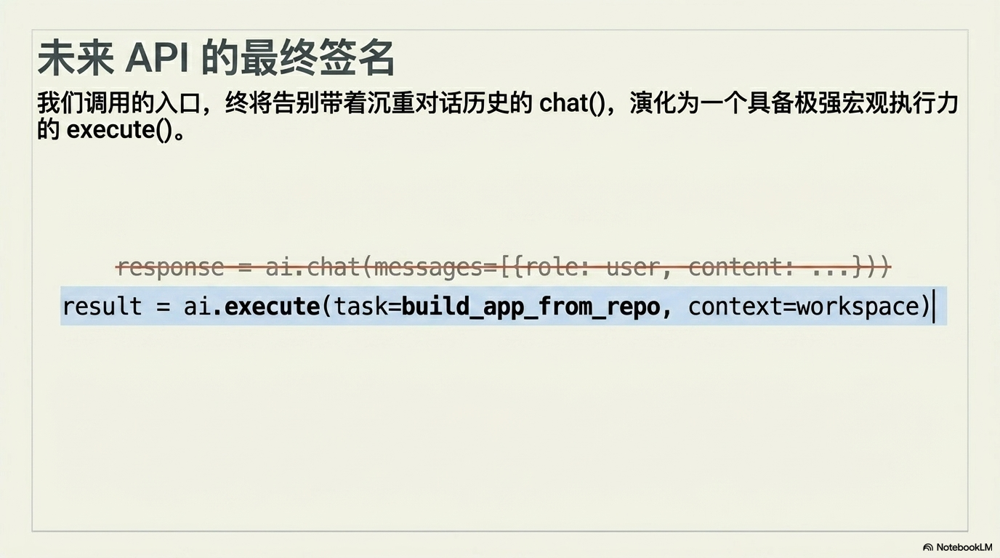 未来 API 的最终签名
我们调用的入口，终将告别带着沉重对话历史的 chat()，演化为一个具备极强宏观执行力
的 execute()。
response = ai.chat(messages=[{role: user, content: ...}))
result = ai.execute(task=build_app_from_repo, context=workspace)
NotebookLM